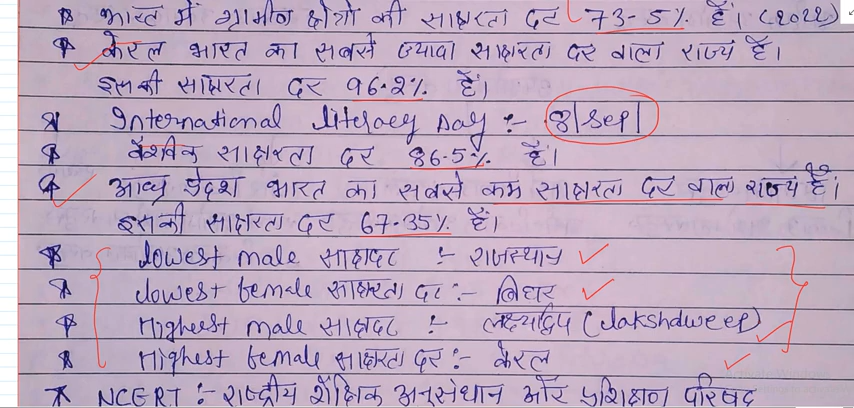 * भारत में ग्रामीण क्षेत्रों की साक्षरता दर 73.5% हैं। (2022)
* केरल भारत का सबसे ज्यादा साक्षरता दर वाला राज्य हैं।
इसकी साक्षरता दर 96.2% हैं।
* International literacy Day :- 8|Sep|
* वैश्विक साक्षरता दर 86.5% हैं।
* आन्ध्र प्रदेश भारत का सबसे कम साक्षरता दर वाला राज्य हैं।
इसकी साक्षरता दर 67.35% हैं।
* lowest male साक्षदर :- राजस्थान
* lowest female साक्षरता दर :- बिहार
* Highest male साक्षदर :- लक्ष्यद्विप (lakshdweep)
* Highest female साक्षरता दर :- केरल
* NCERT :- राष्ट्रीय शैक्षिक अनुसंधान और प्रशिक्षण परिषद